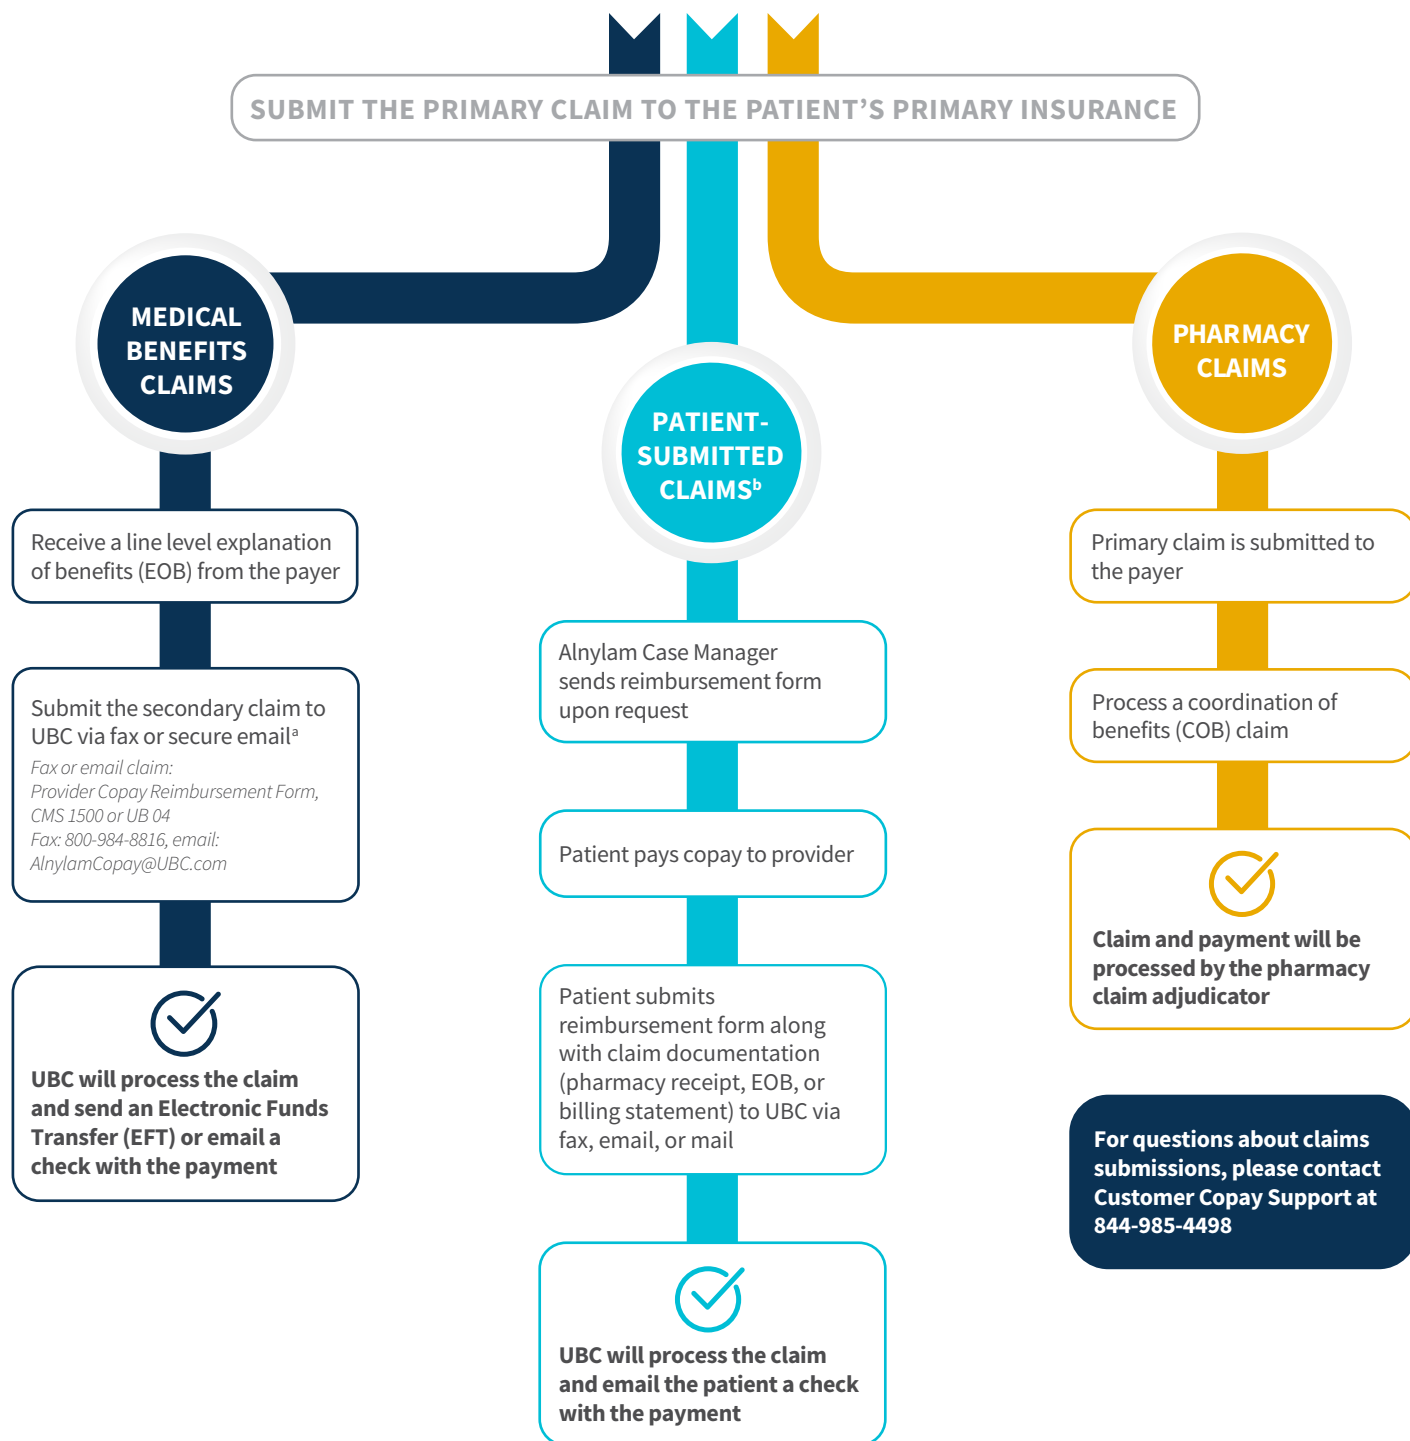 SUBMIT THE PRIMARY CLAIM TO THE PATIENT’S PRIMARY INSURANCE
MEDICAL
BENEFITS
CLAIMS
Receive a line level explanation
of benefits (EOB) from the payer
Submit the secondary claim to
UBC via fax or secure emailᵃ
Fax or email claim:
Provider Copay Reimbursement Form,
CMS 1500 or UB 04
Fax: 800-984-8816, email:
AlnylamCopay@UBC.com
UBC will process the claim
and send an Electronic Funds
Transfer (EFT) or email a
check with the payment
PATIENT-
SUBMITTED
CLAIMSᵇ
Alnylam Case Manager
sends reimbursement form
upon request
Patient pays copay to provider
Patient submits
reimbursement form along
with claim documentation
(pharmacy receipt, EOB, or
billing statement) to UBC via
fax, email, or mail
UBC will process the claim
and email the patient a check
with the payment
PHARMACY
CLAIMS
Primary claim is submitted to
the payer
Process a coordination of
benefits (COB) claim
Claim and payment will be
processed by the pharmacy
claim adjudicator
For questions about claims
submissions, please contact
Customer Copay Support at
844-985-4498